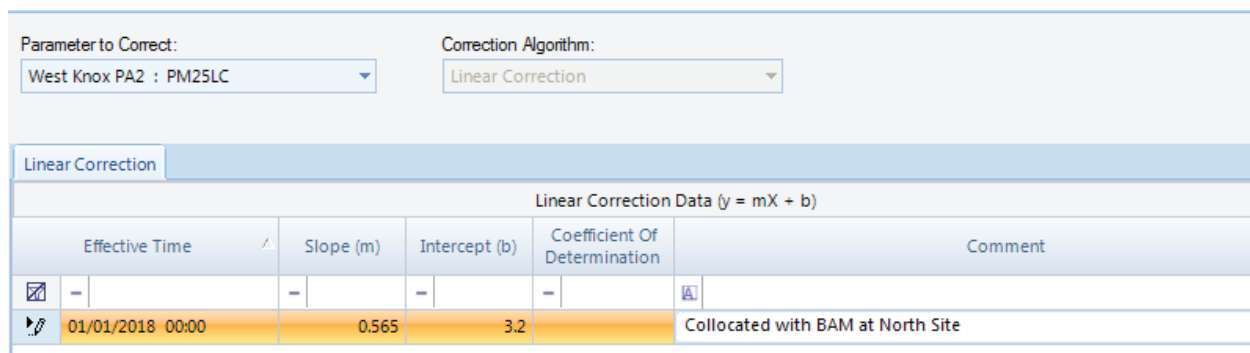 Parameter to Correct: Correction Algorithm:
West Knox PA2 : PM25LC Linear Correction
Linear Correction
Linear Correction Data (y = mX + b)
Effective Time Slope (m) Intercept (b) Coefficient Of Determination Comment
A
01/01/2018 00:00 0.565 3.2 Collocated with BAM at North Site